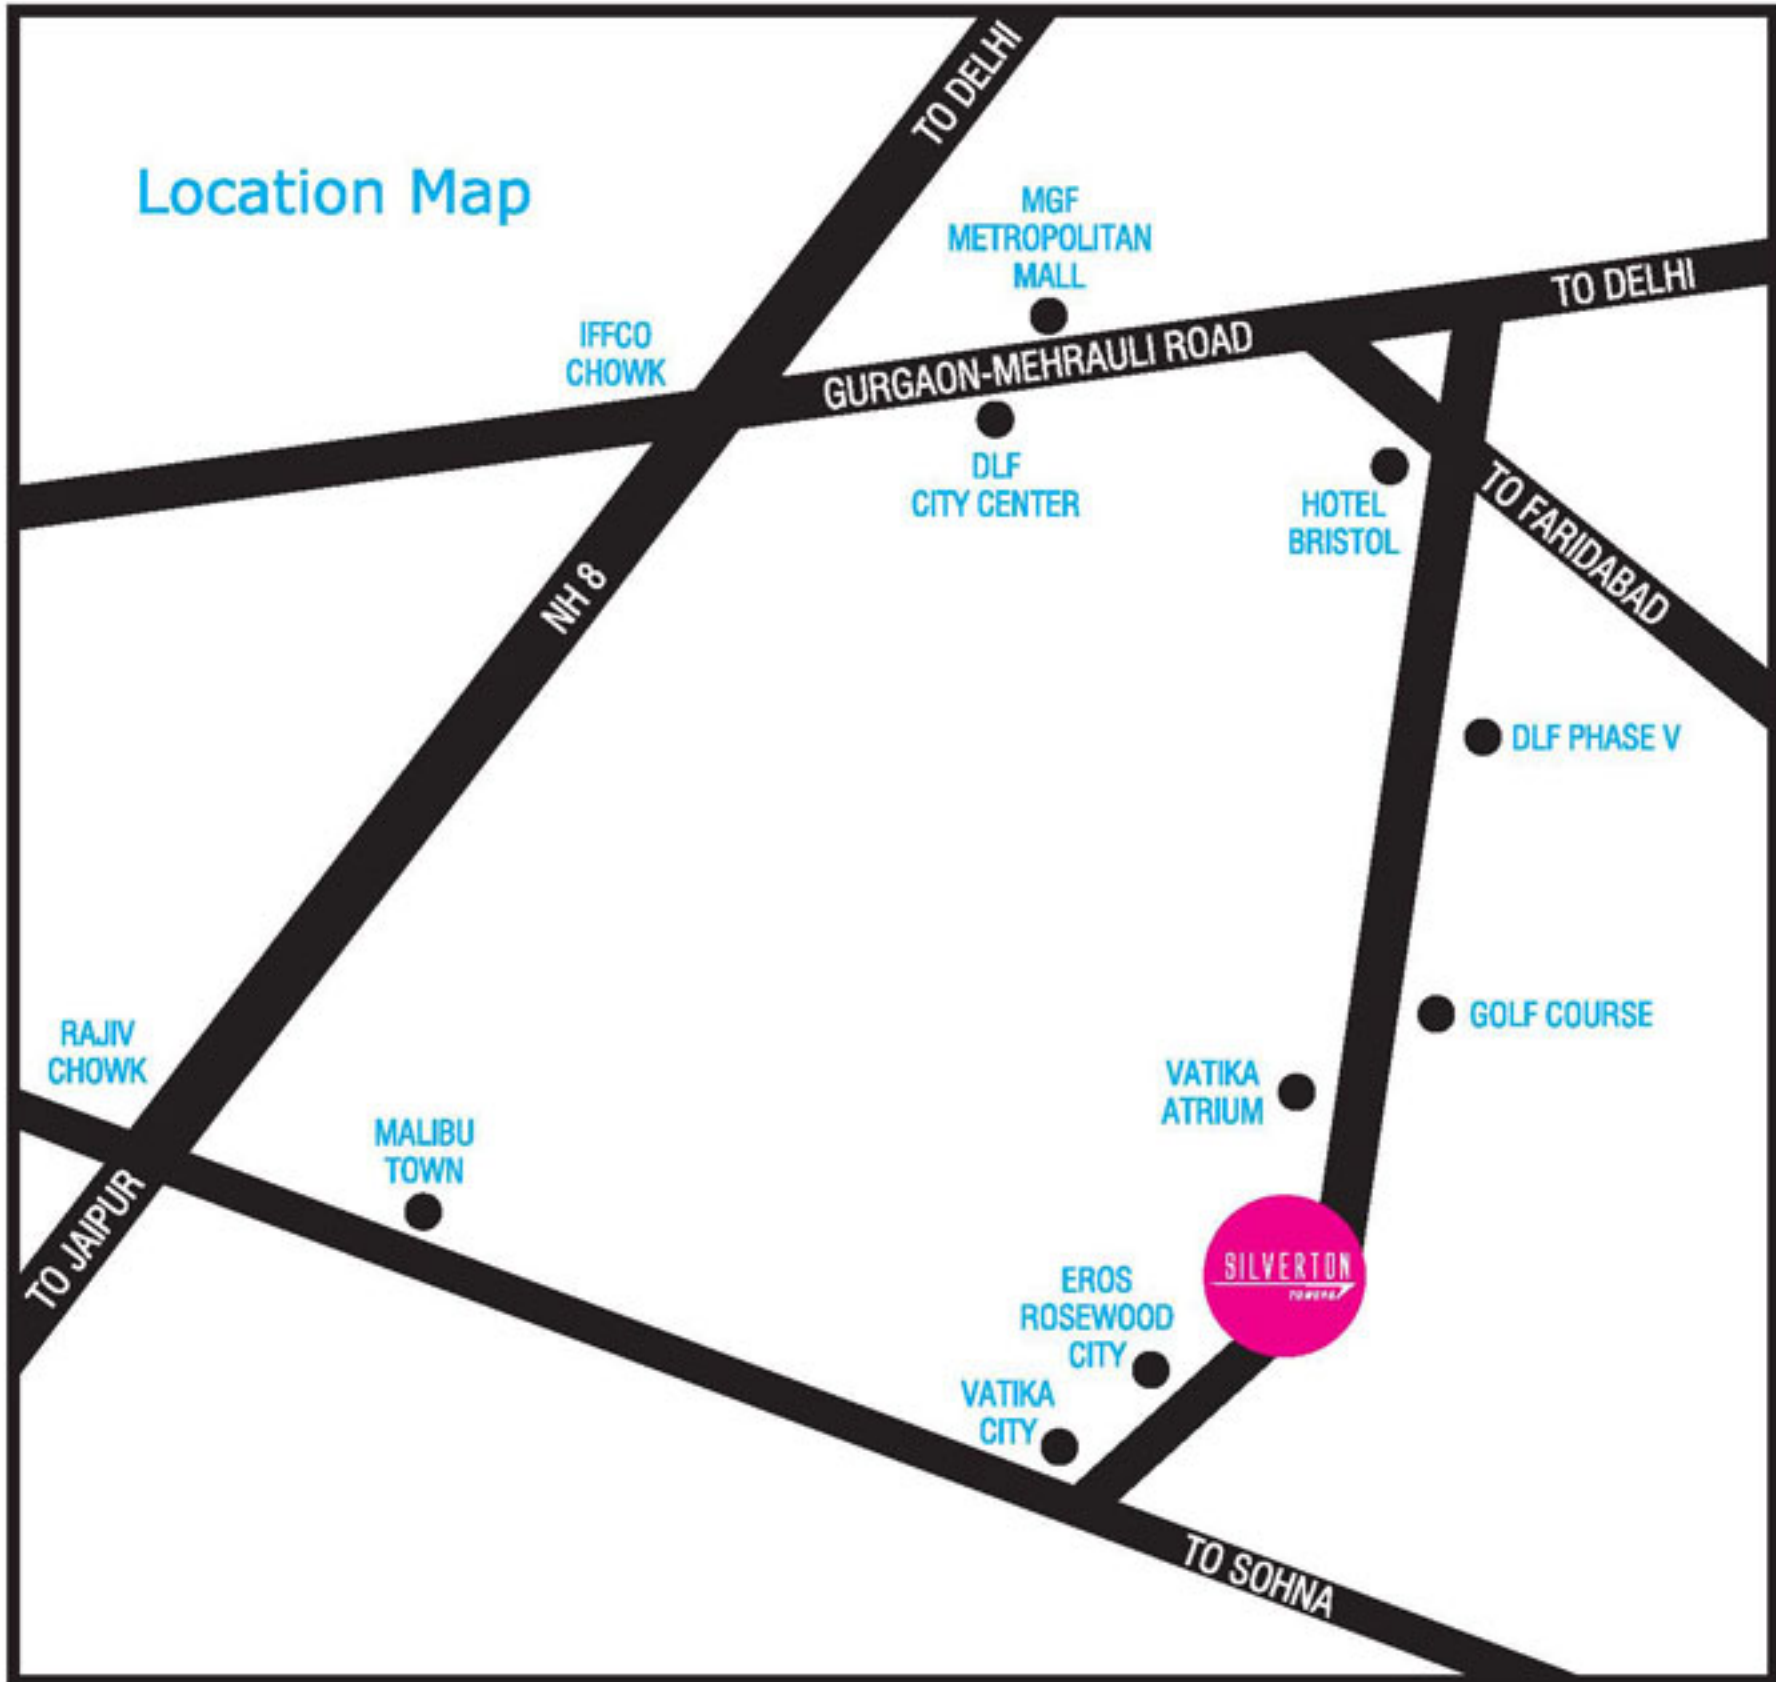 TO DELHI
Location Map
MGF
METROPOLITAN
MALL
TO DELHI
IFFCO
CHOWK
GURGAON-MEHRAULI ROAD
DLF
CITY CENTER
HOTEL
BRISTOL
TO FARIDABAD
NH 8
DLF PHASE V
GOLF COURSE
RAJIV
CHOWK
VATIKA
ATRIUM
MALIBU
TOWN
TO JAIPUR
SILVERTON
TOWERS
EROS
ROSEWOOD
CITY
VATIKA
CITY
TO SOHNA